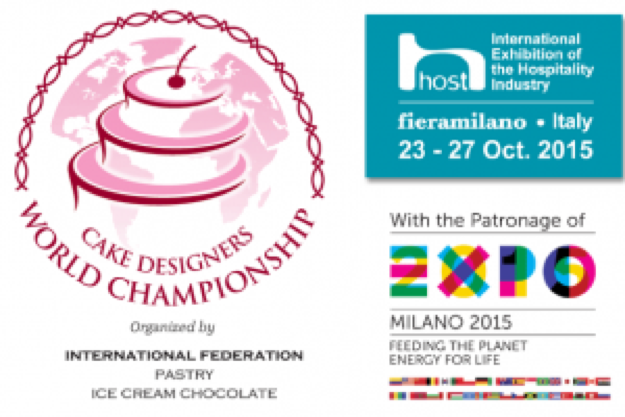 CAKE DESIGNERS
WORLD CHAMPIONSHIP
Organized by
INTERNATIONAL FEDERATION
PASTRY
ICE CREAM CHOCOLATE
host
International
Exhibition of
the Hospitality
Industry
fieramilano • Italy
23 - 27 Oct. 2015
With the Patronage of
EXPO
MILANO 2015
FEEDING THE PLANET
ENERGY FOR LIFE